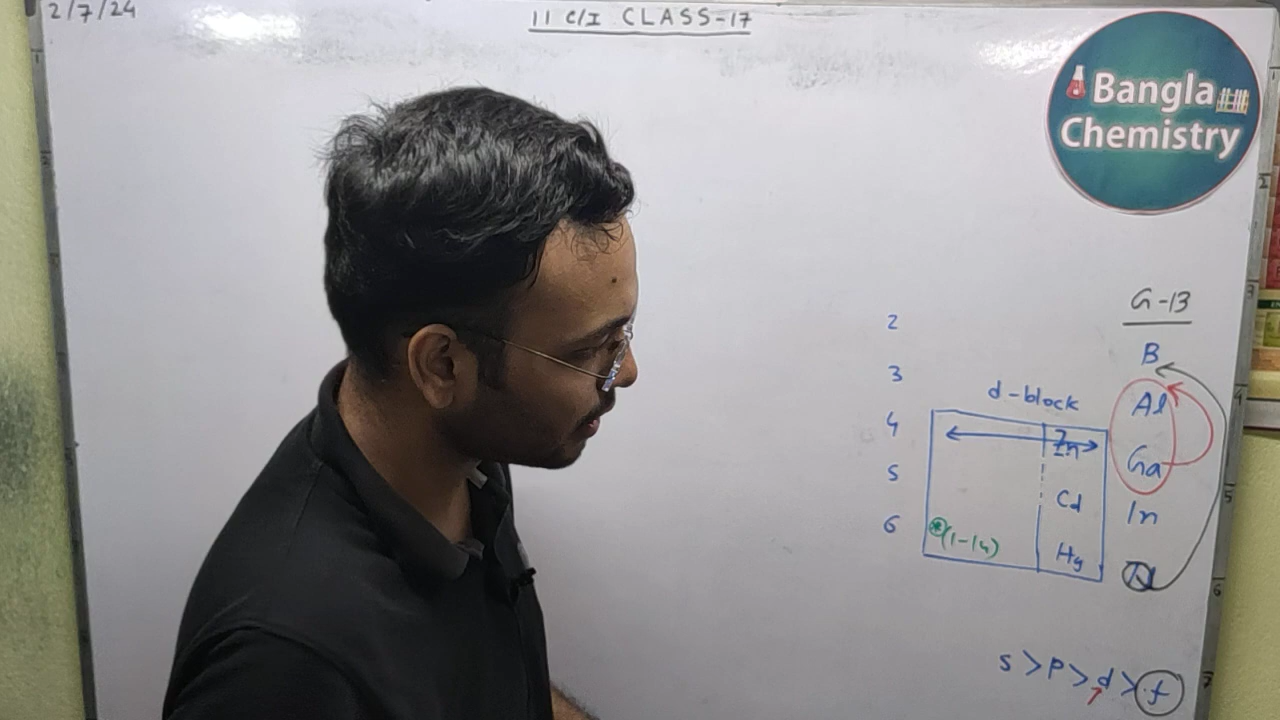 2/7/24
11 C/I CLASS-17
Bangla
Chemistry
G-13
2
B
3
Al
d-block
4
Zn
Ga
5
Cd
In
6
*(1-14)
Hg
Tl
s > p > d > f